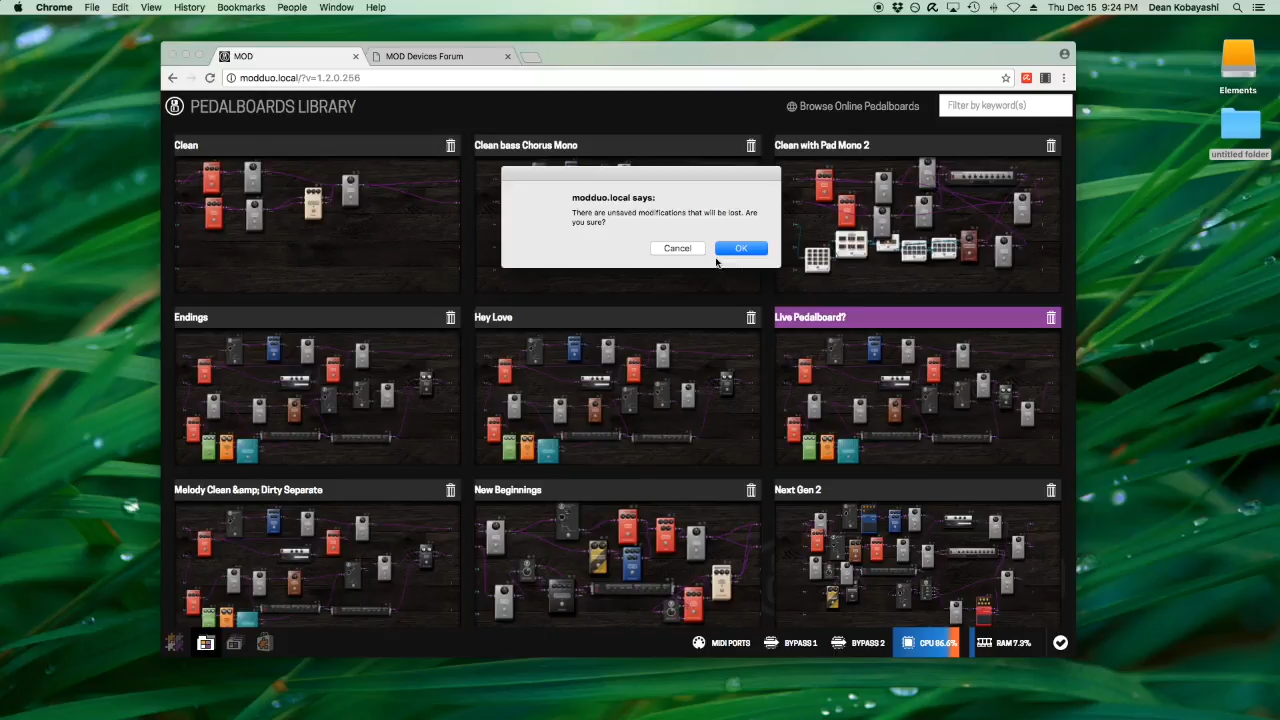 Chrome File Edit View History Bookmarks People Window Help Thu Dec 15 9:24 PM Dean Kobayashi
MOD MOD Devices Forum
modduo.local/?v=1.2.0.256
Elements
untitled folder
PEDALBOARDS LIBRARY Browse Online Pedalboards Filter by keyword(s)
Clean Clean bass Chorus Mono Clean with Pad Mono 2
modduo.local says:
There are unsaved modifications that will be lost. Are
you sure?
Cancel OK
Endings Hey Love Live Pedalboard?
Melody Clean &amp; Dirty Separate New Beginnings Next Gen 2
MIDI PORTS BYPASS 1 BYPASS 2 CPU 86.6% RAM 7.9%